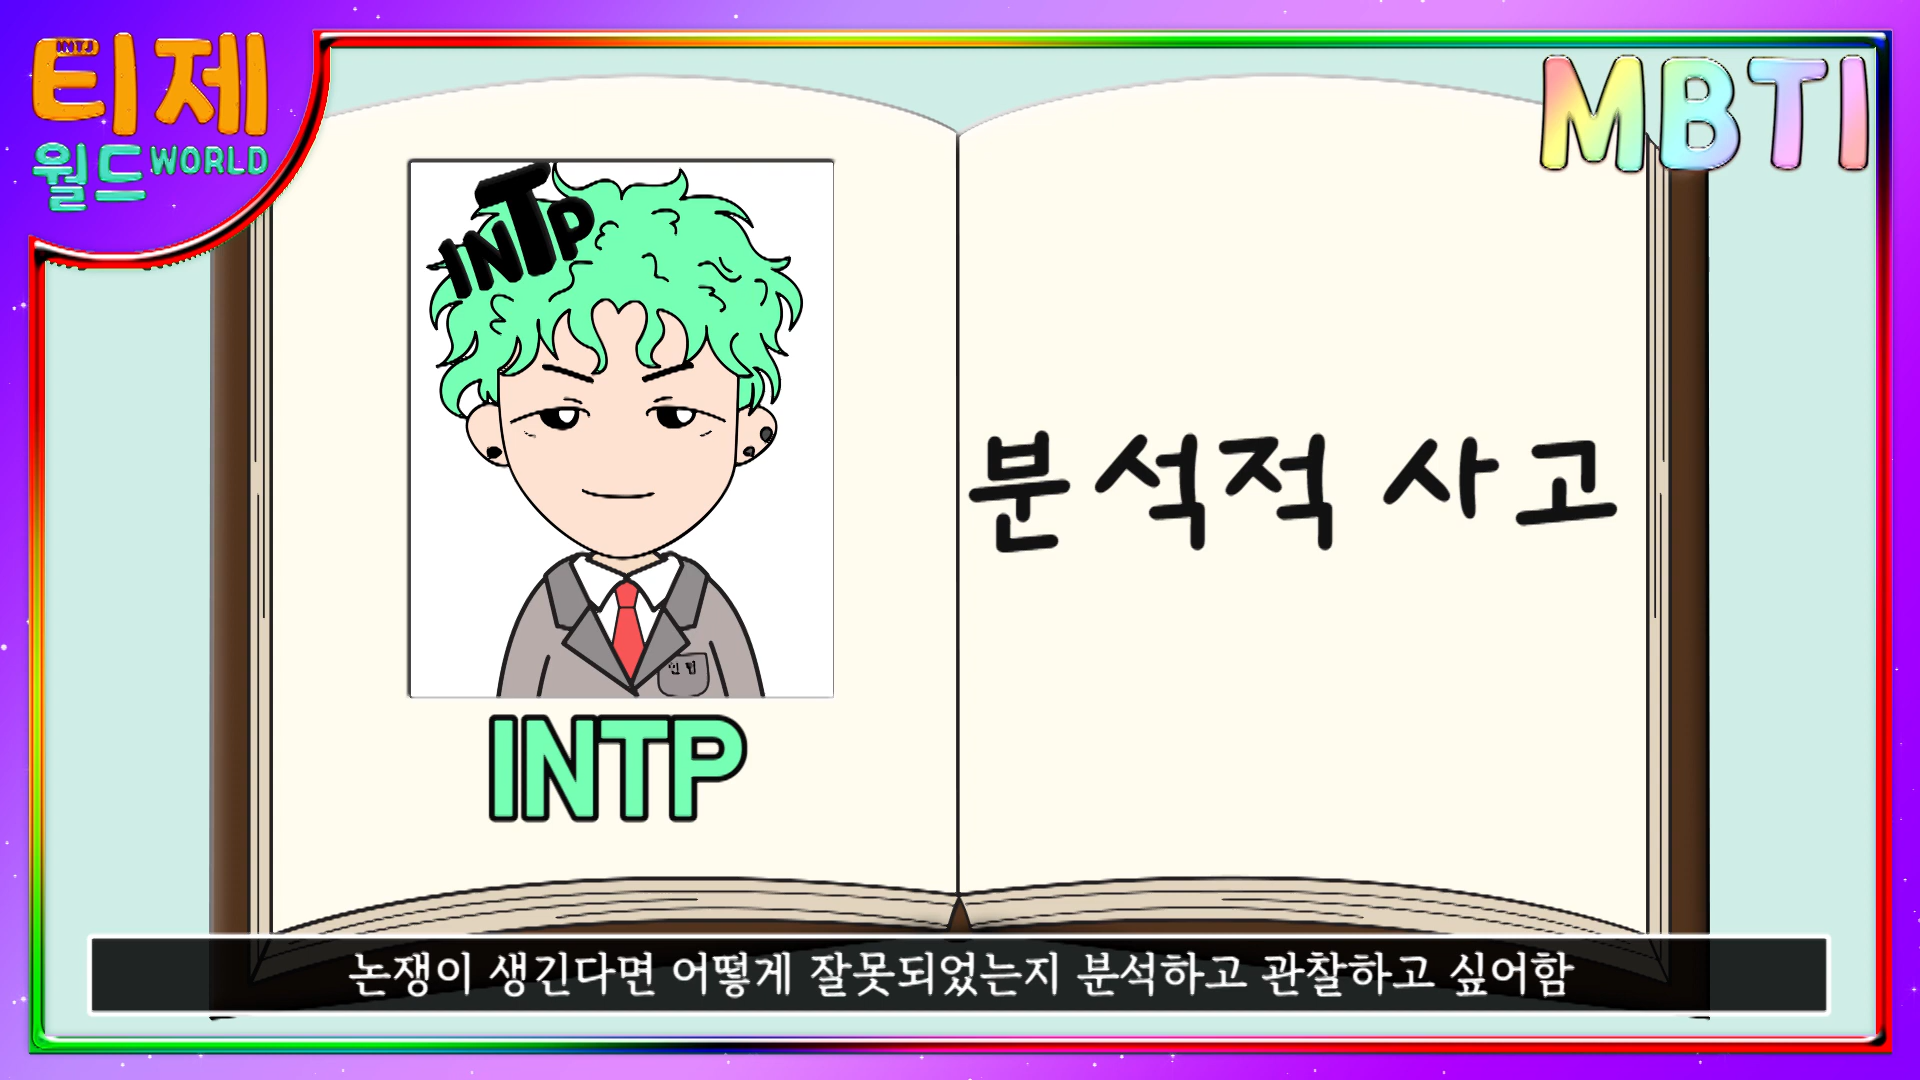 INTJ
티제
월드 WORLD
MBTI
INTP
인팁
INTP
분석적 사고
논쟁이 생긴다면 어떻게 잘못되었는지 분석하고 관찰하고 싶어함